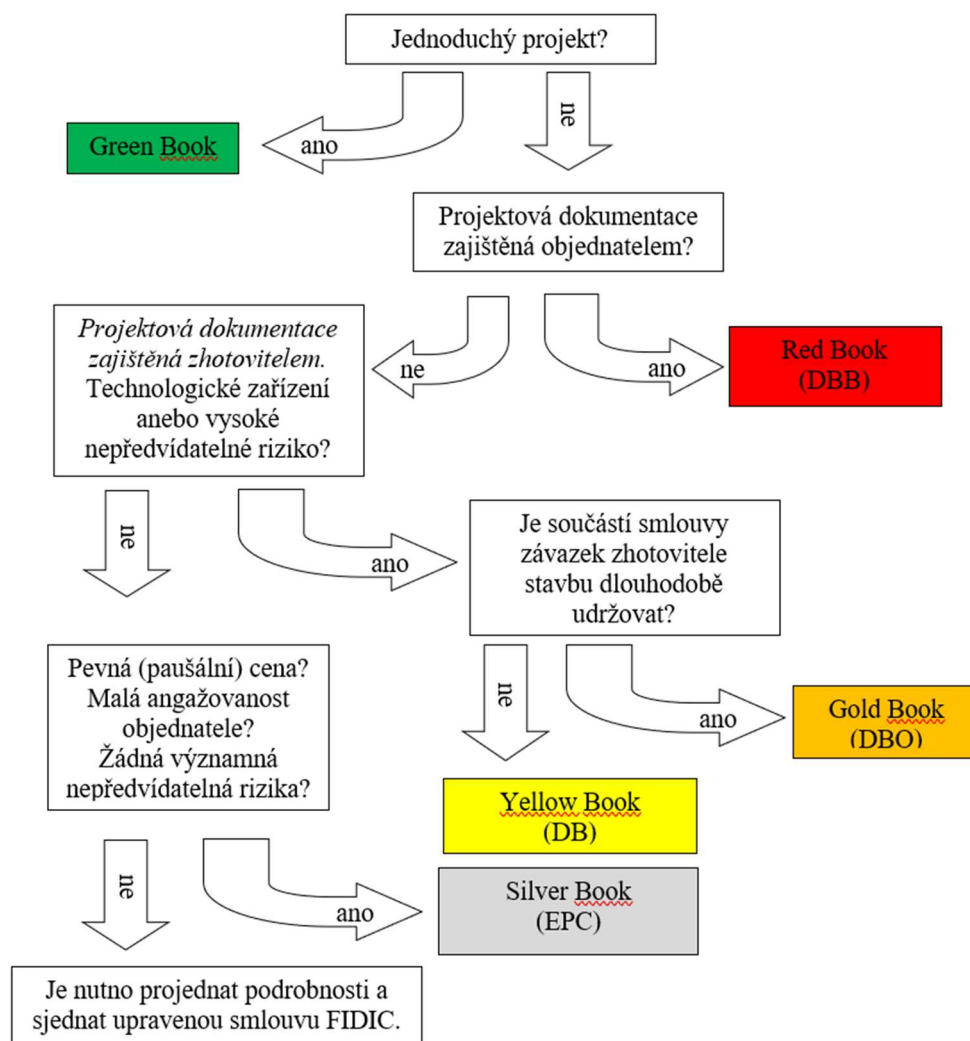 Jednoduchý projekt?
ne
ano
Green Book
Projektová dokumentace
zajištěná objednatelem?
Projektová dokumentace
zajištěná zhotovitelem.
Technologické zařízení
anebo vysoké
nepředvídatelné riziko?
ne
ano
Red Book
(DBB)
ne
ano
Je součástí smlouvy
závazek zhotovitele
stavbu dlouhodobě
udržovat?
Pevná (paušální) cena?
Malá angažovanost
objednatele?
Žádná významná
nepředvídatelná rizika?
ne
ano
Gold Book
(DBO)
Yellow Book
(DB)
ne
ano
Silver Book
(EPC)
Je nutno projednat podrobnosti a
sjednat upravenou smlouvu FIDIC.